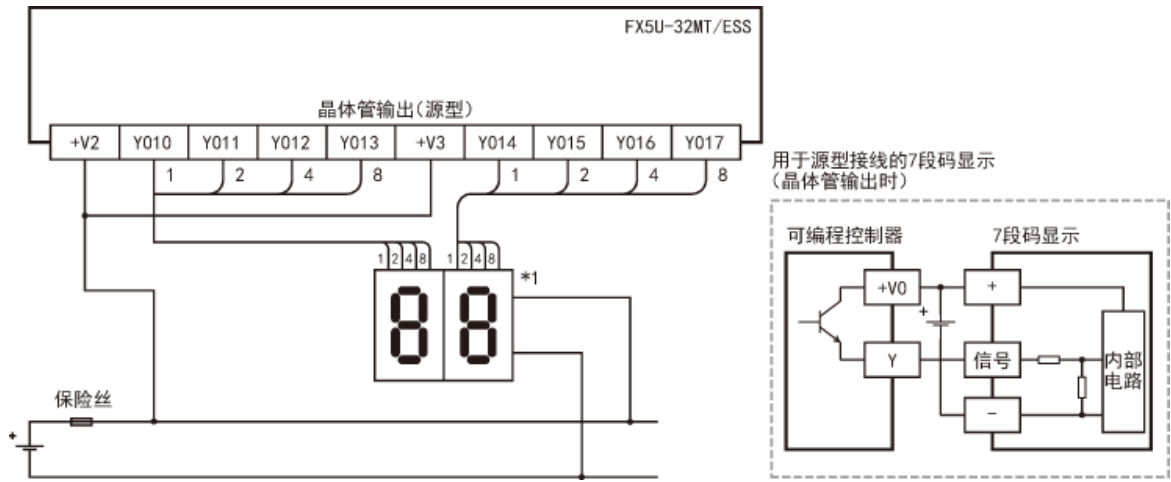 FX5U-32MT/ESS
晶体管输出(源型)
+V2 Y010 Y011 Y012 Y013 +V3 Y014 Y015 Y016 Y017
1 2 4 8 1 2 4 8
1 2 4 8 1 2 4 8
*1
8 8
保险丝
+
用于源型接线的7段码显示
(晶体管输出时)
可编程控制器 7段码显示
+V0 + +
Y 信号 内部
电路
-